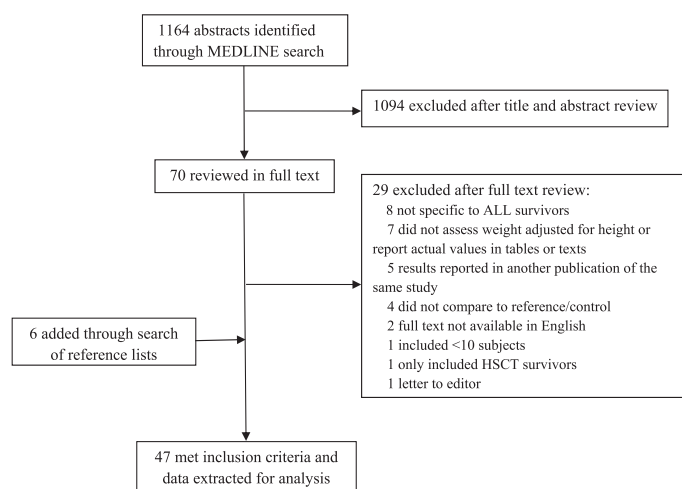 1164 abstracts identified
through MEDLINE search
1094 excluded after title and abstract review
70 reviewed in full text
29 excluded after full text review:
8 not specific to ALL survivors
7 did not assess weight adjusted for height or
report actual values in tables or texts
5 results reported in another publication of the
same study
4 did not compare to reference/control
2 full text not available in English
1 included <10 subjects
1 only included HSCT survivors
1 letter to editor
6 added through search
of reference lists
47 met inclusion criteria and
data extracted for analysis